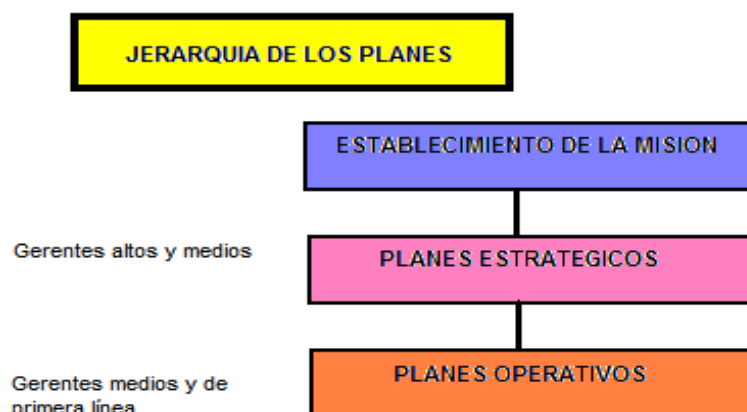 JERARQUIA DE LOS PLANES
ESTABLECIMIENTO DE LA MISION
Gerentes altos y medios
PLANES ESTRATEGICOS
PLANES OPERATIVOS
Gerentes medios y de
primera línea